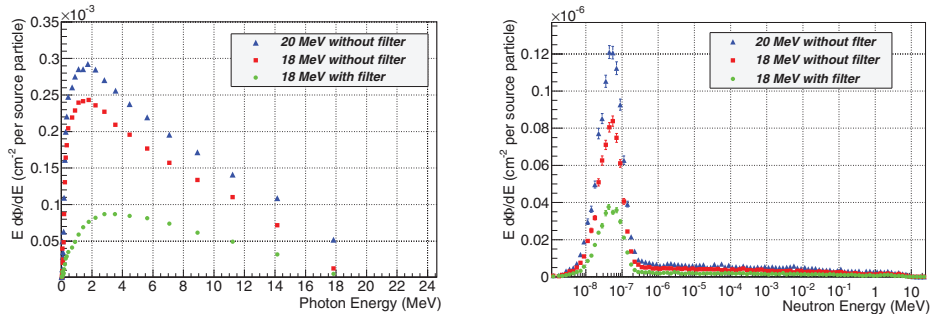 ×10⁻³
0.35
0.3
0.25
0.2
0.15
0.1
0.05
0
E dΦ/dE (cm⁻² per source particle)
20 MeV without filter
18 MeV without filter
18 MeV with filter
0 2 4 6 8 10 12 14 16 18 20 22 24
Photon Energy (MeV)
×10⁻⁶
0.12
0.1
0.08
0.06
0.04
0.02
0
E dΦ/dE (cm⁻² per source particle)
20 MeV without filter
18 MeV without filter
18 MeV with filter
10⁻⁸ 10⁻⁷ 10⁻⁶ 10⁻⁵ 10⁻⁴ 10⁻³ 10⁻² 10⁻¹ 1 10
Neutron Energy (MeV)